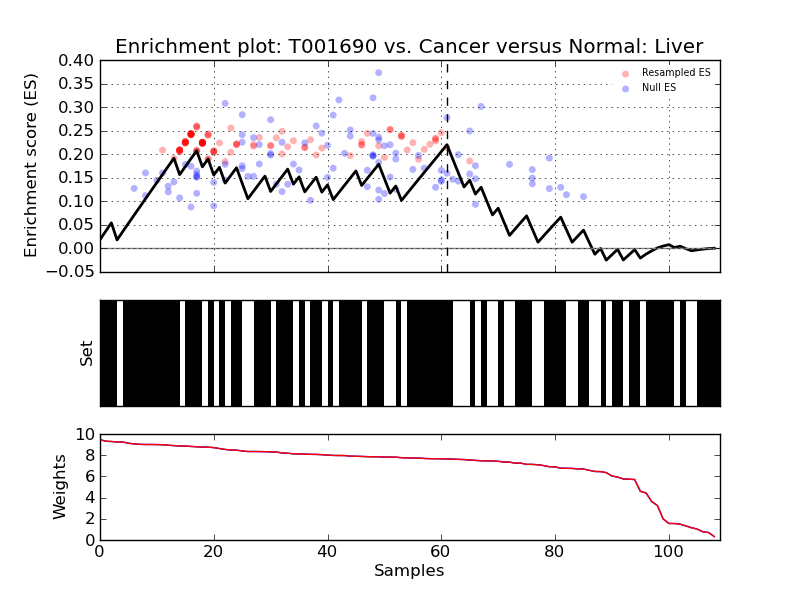 Enrichment plot: T001690 vs. Cancer versus Normal: Liver
Enrichment score (ES)
0.40
0.35
0.30
0.25
0.20
0.15
0.10
0.05
0.00
−0.05
Resampled ES
Null ES
Set
Weights
10
8
6
4
2
0
0 20 40 60 80 100
Samples